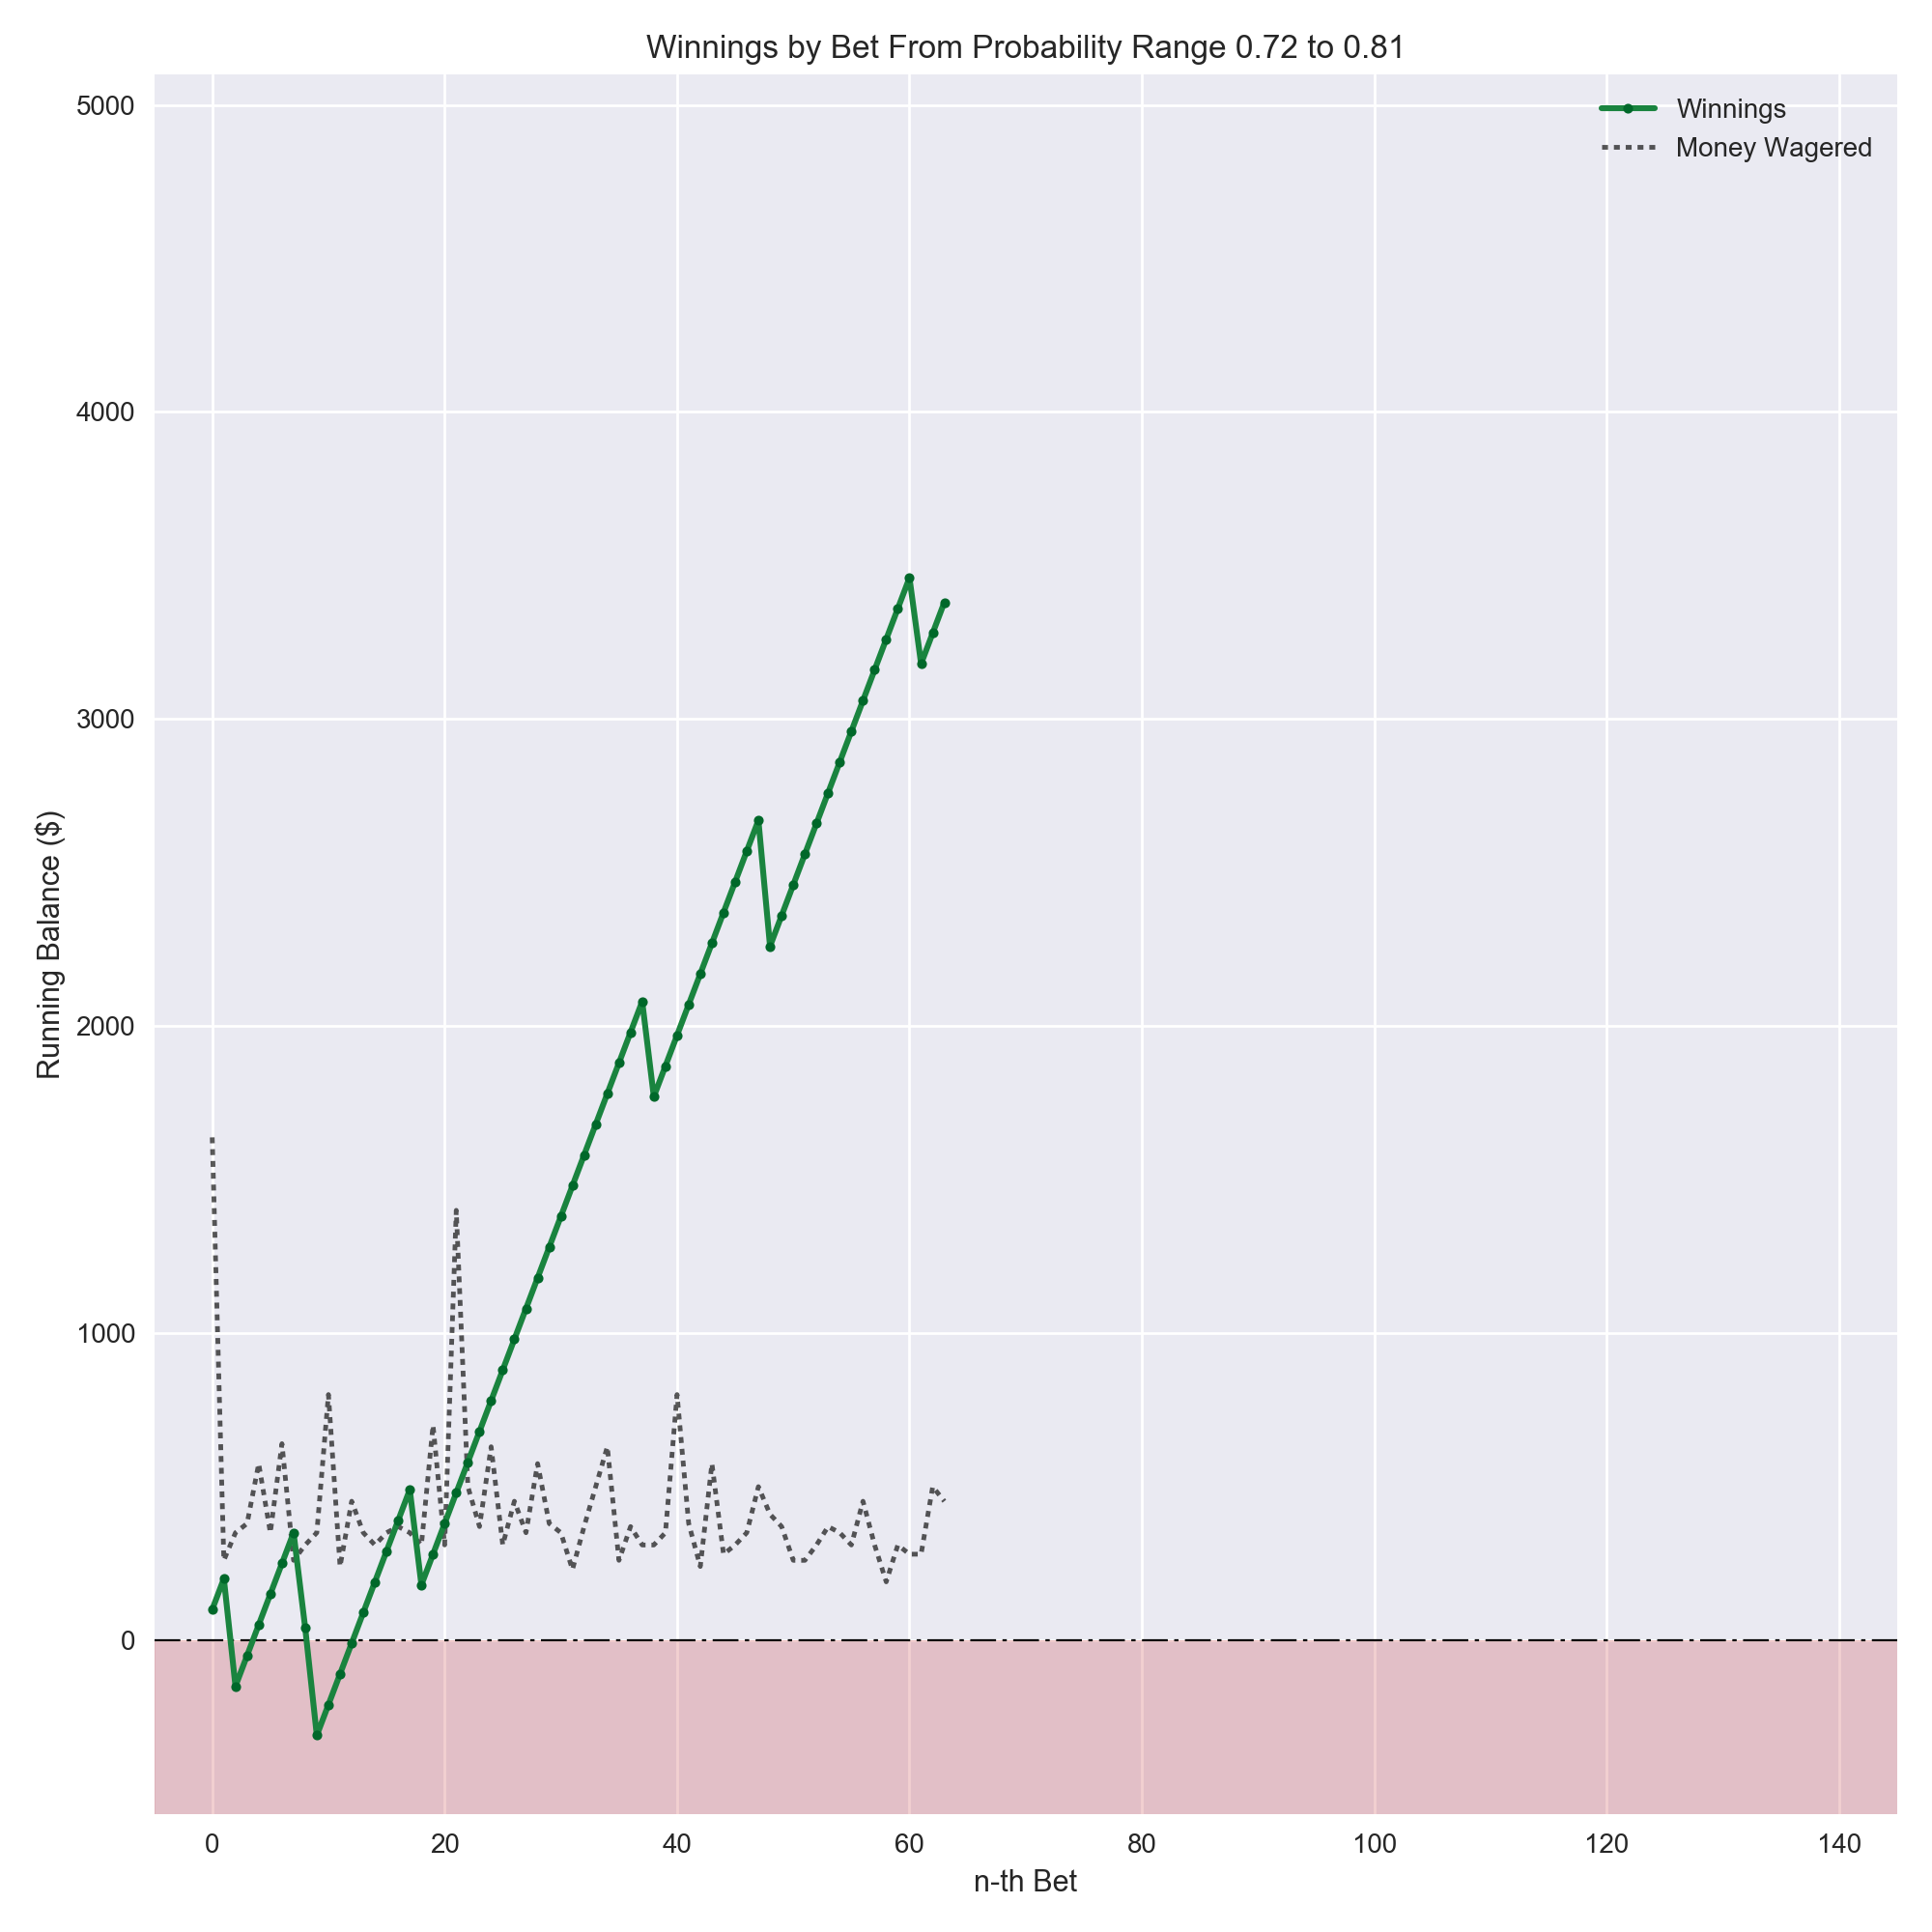 Winnings by Bet From Probability Range 0.72 to 0.81
Winnings
Money Wagered
5000
4000
3000
2000
1000
0
Running Balance ($)
0 20 40 60 80 100 120 140
n-th Bet